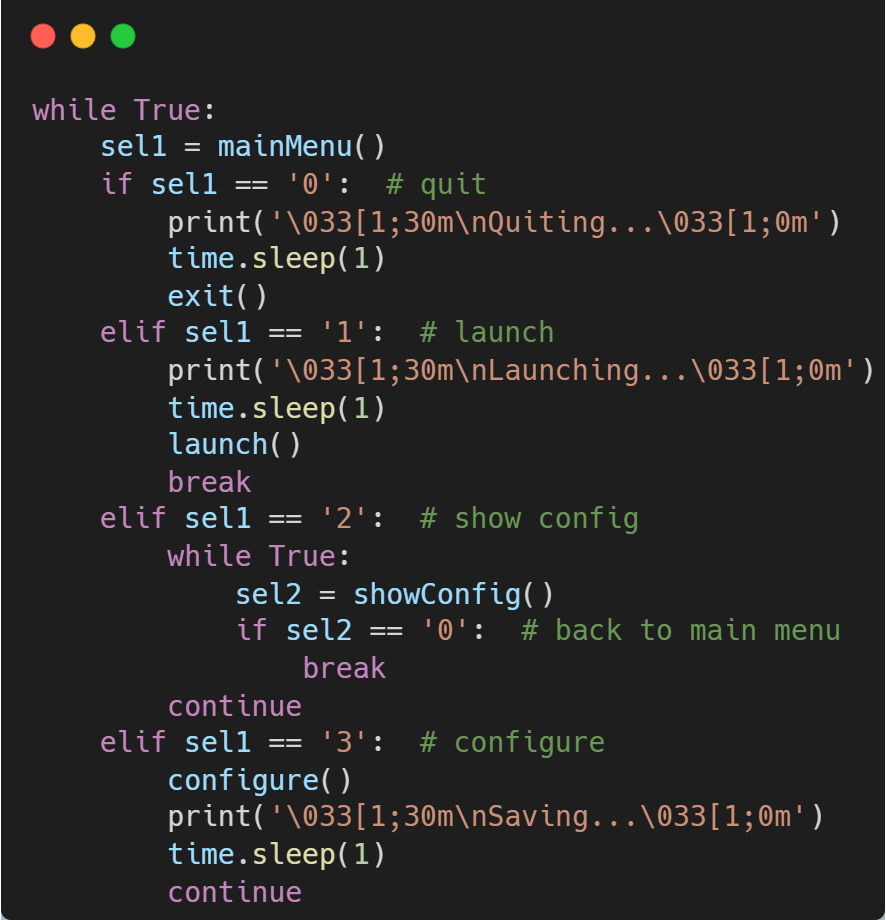 while True:
    sel1 = mainMenu()
    if sel1 == '0':  # quit
        print('\033[1;30m\nQuiting...\033[1;0m')
        time.sleep(1)
        exit()
    elif sel1 == '1':  # launch
        print('\033[1;30m\nLaunching...\033[1;0m')
        time.sleep(1)
        launch()
        break
    elif sel1 == '2':  # show config
        while True:
            sel2 = showConfig()
            if sel2 == '0':  # back to main menu
                break
        continue
    elif sel1 == '3':  # configure
        configure()
        print('\033[1;30m\nSaving...\033[1;0m')
        time.sleep(1)
        continue